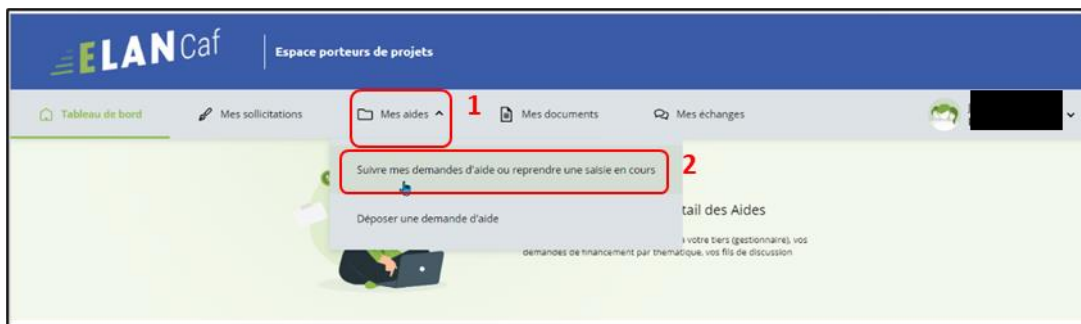 ELAN Caf
Espace porteurs de projets
Tableau de bord
Mes sollicitations
Mes aides
1
Mes documents
Mes échanges
Suivre mes demandes d'aide ou reprendre une saisie en cours
2
Déposer une demande d'aide
tail des Aides
votre tiers (gestionnaire), vos
demandes de financement par thématique, vos fils de discussion